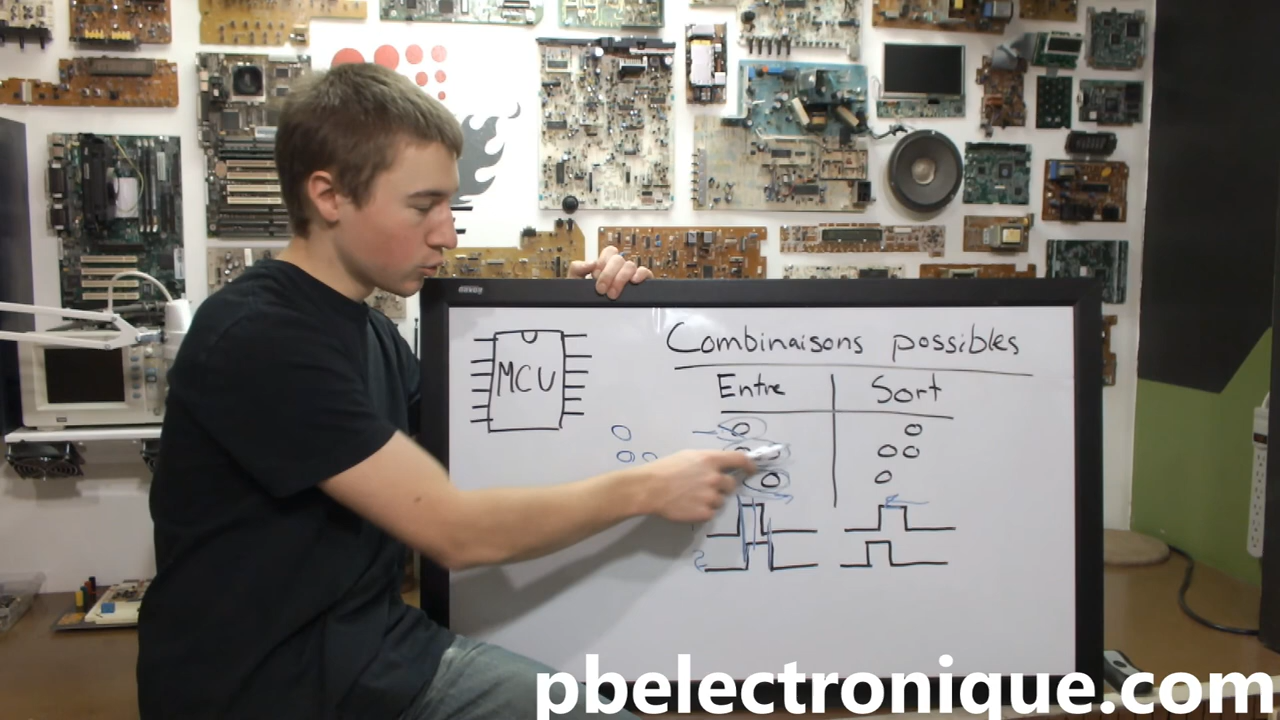 Combinaisons possibles
MCU
Entre
Sort
pbelectronique.com